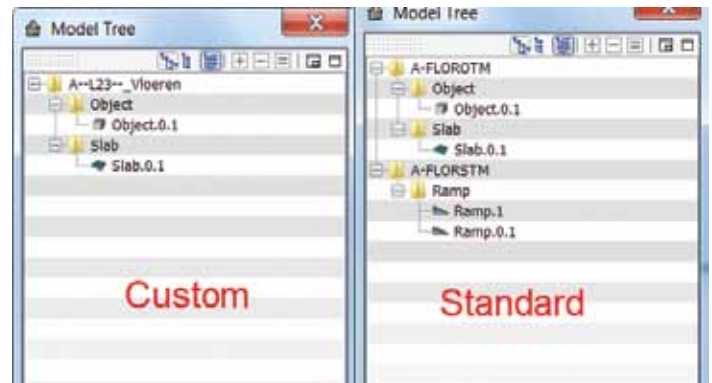 Model Tree
A--L23--_Vloeren
Object
Object.0.1
Slab
Slab.0.1
Custom
Model Tree
A-FLOROTM
Object
Object.0.1
Slab
Slab.0.1
A-FLORSTM
Ramp
Ramp.1
Ramp.0.1
Standard